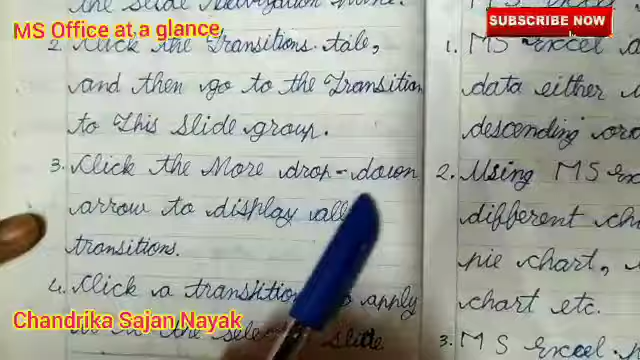 MS Office at a glance
SUBSCRIBE NOW
2. Click the Transitions tale,
and then go to the Transition
to This Slide group.
3. Click the More drop-down
arrow to display all
transitions.
4. Click a transition to apply
to the slide
Chandrika Sajan Nayak
1. MS Excel
data either
descending
2. Using MS
different
pie chart,
chart etc.
3. MS Excel